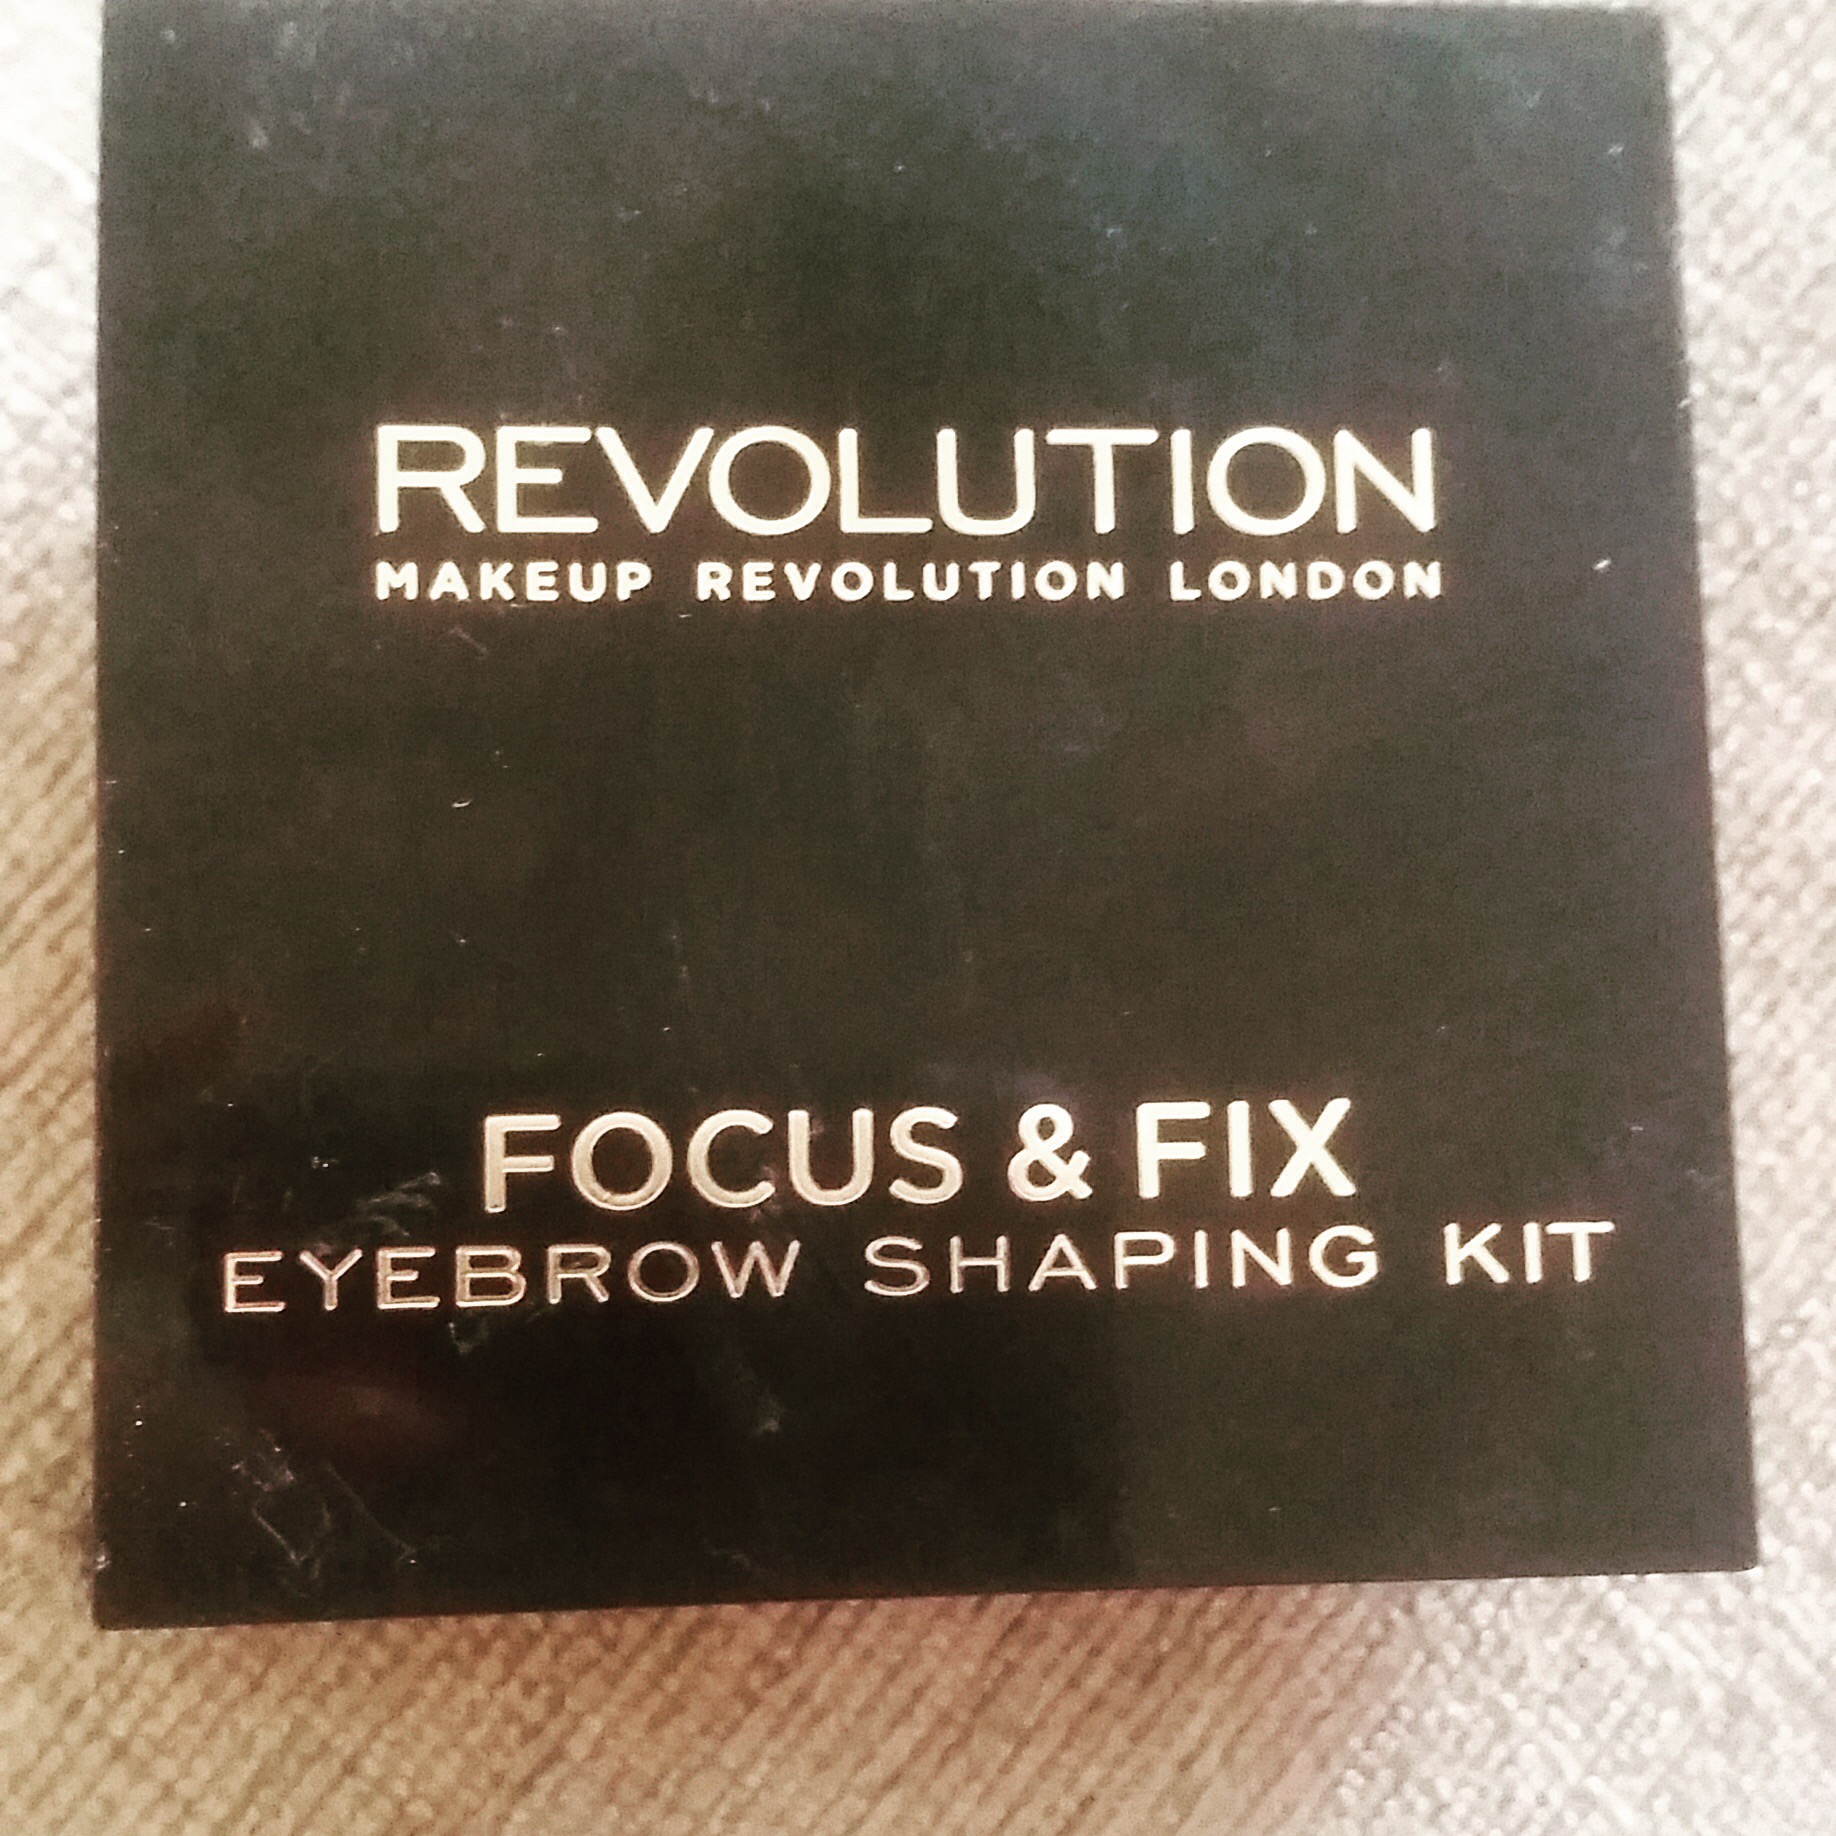 REVOLUTION
MAKEUP REVOLUTION LONDON
FOCUS & FIX
EYEBROW SHAPING KIT